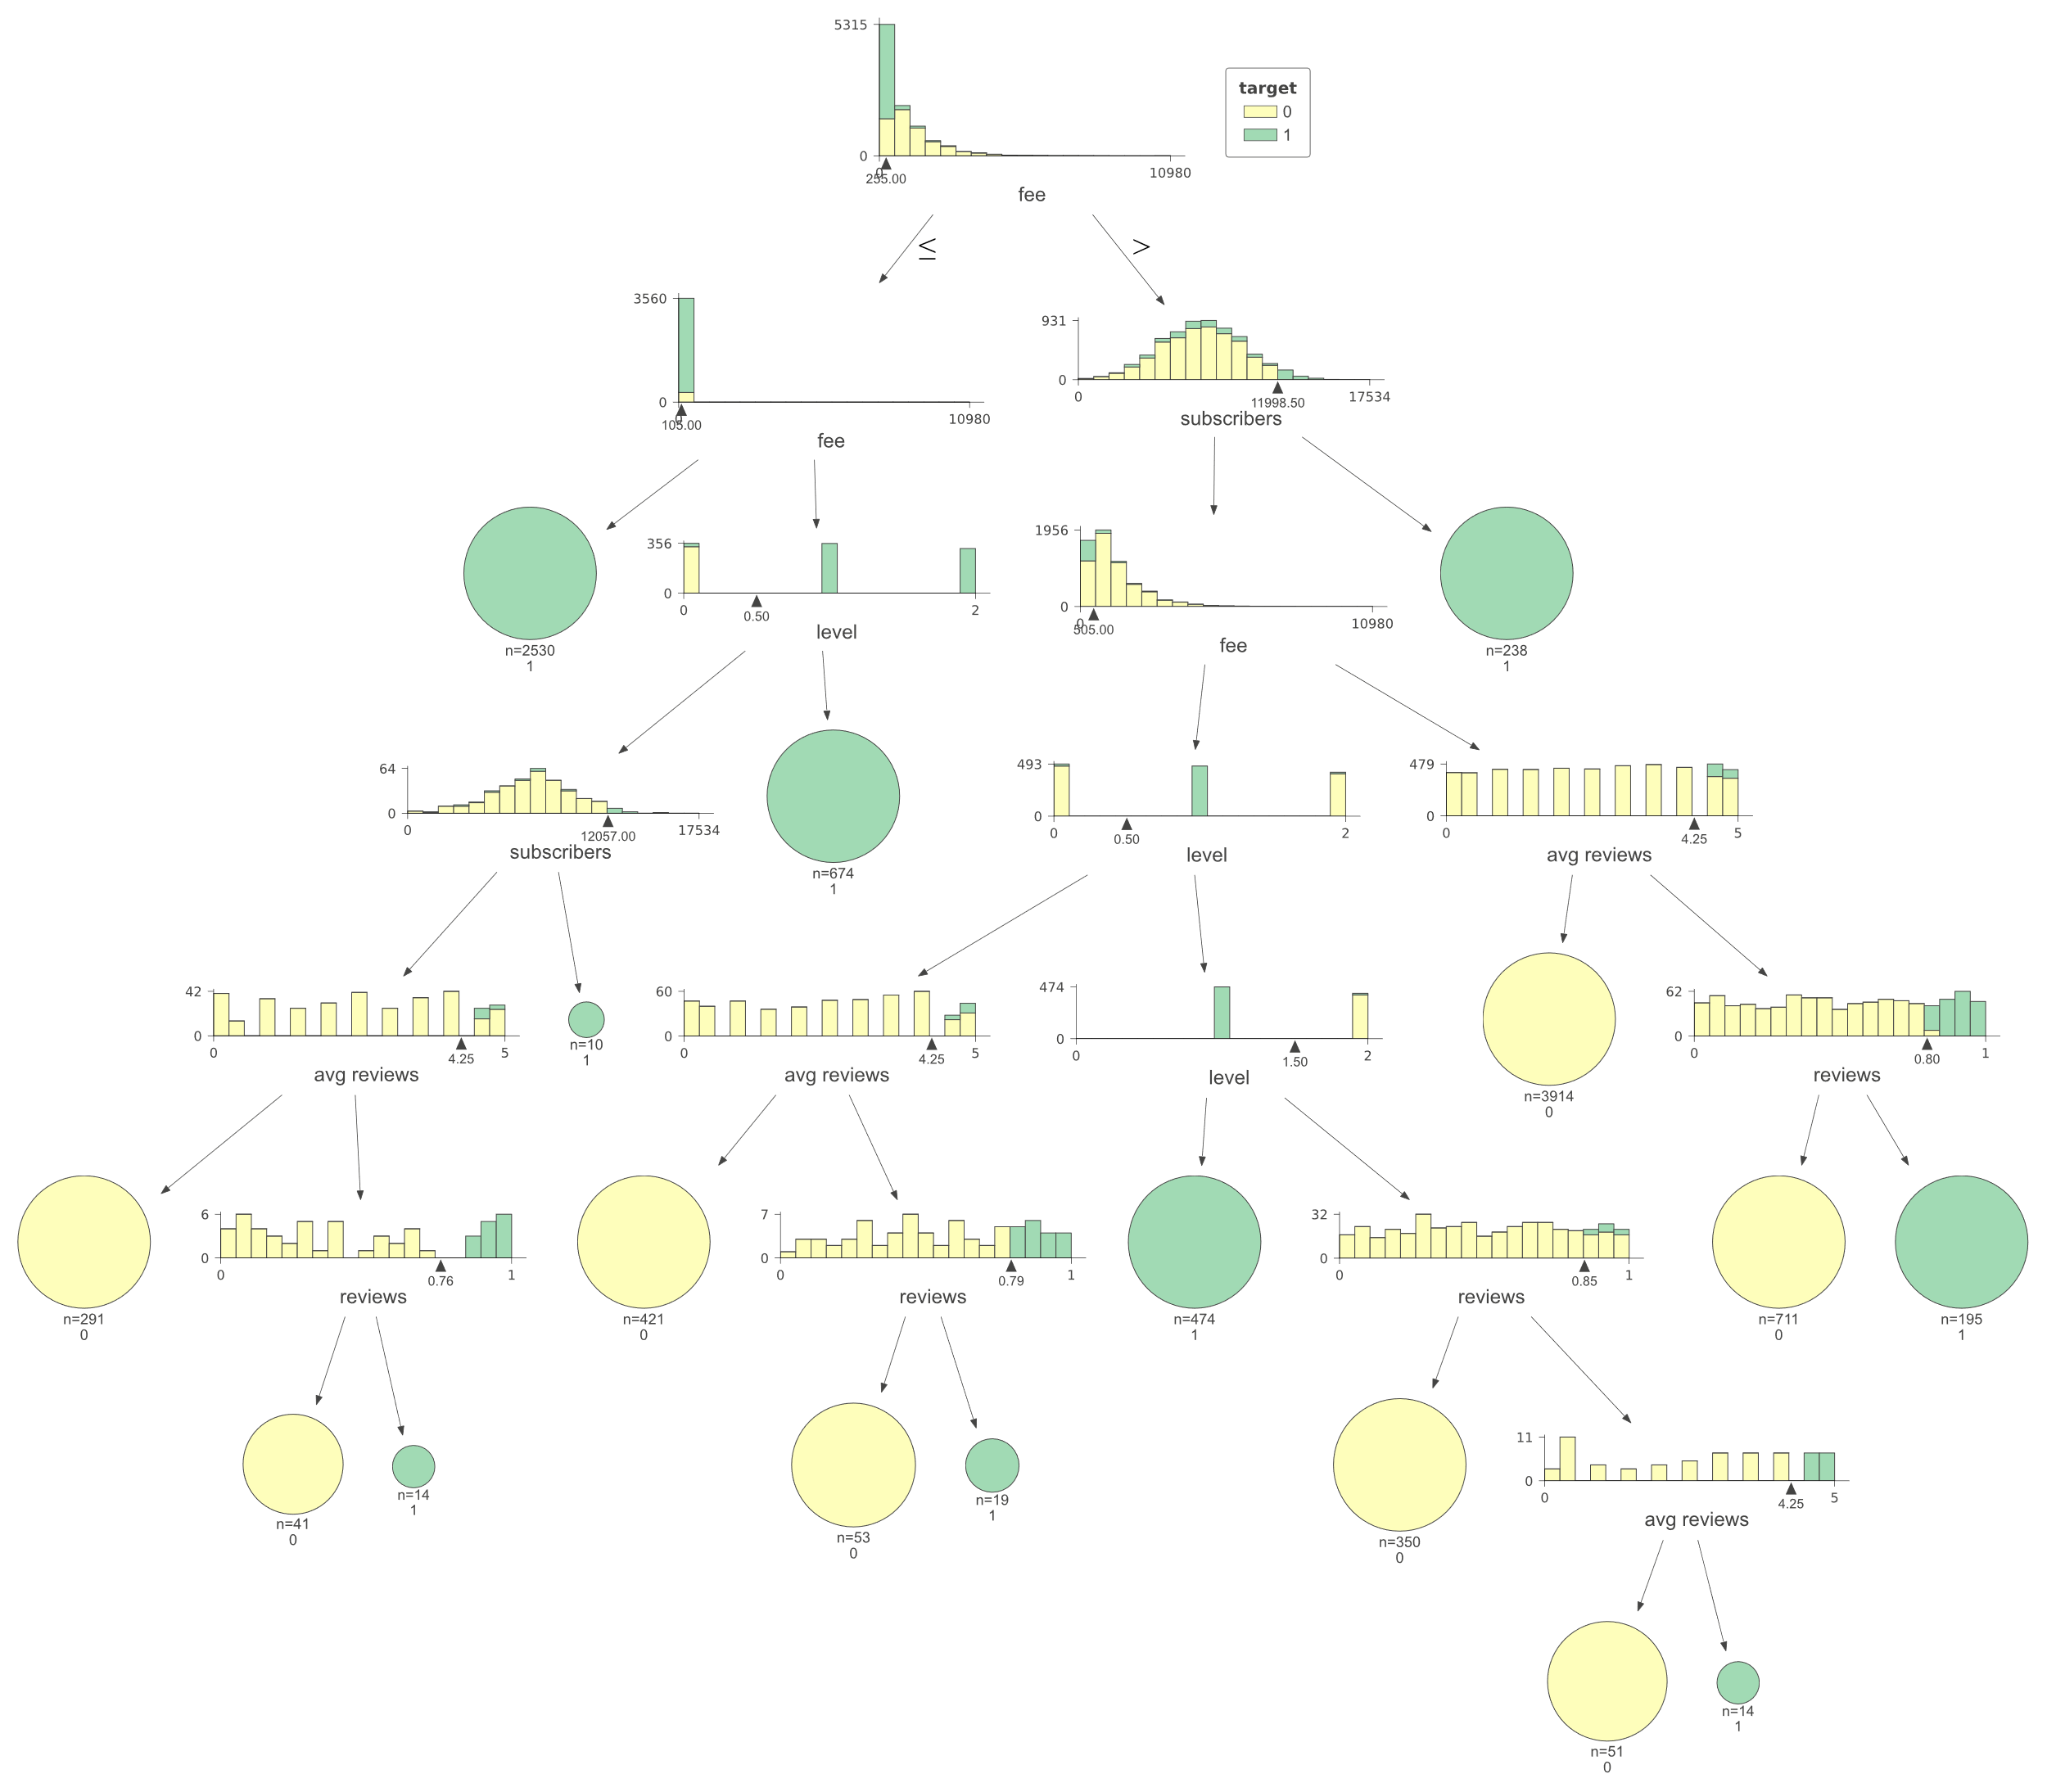 5315
target
0
1
0
0
10980
255.00
fee
≤
>
3560
0
0
10980
105.00
fee
931
0
0
17534
11998.50
subscribers
n=2530
1
356
0
0
2
0.50
level
1956
0
0
10980
505.00
fee
n=238
1
64
0
0
17534
12057.00
subscribers
n=674
1
493
0
0
2
0.50
level
479
0
0
5
4.25
avg reviews
42
0
0
5
4.25
avg reviews
n=10
1
60
0
0
5
4.25
avg reviews
474
0
0
2
1.50
level
n=3914
0
62
0
0
1
0.80
reviews
n=291
0
6
0
0
1
0.76
reviews
n=421
0
7
0
0
1
0.79
reviews
n=474
1
32
0
0
1
0.85
reviews
n=711
0
n=195
1
n=41
0
n=14
1
n=53
0
n=19
1
n=350
0
11
0
0
5
4.25
avg reviews
n=51
0
n=14
1